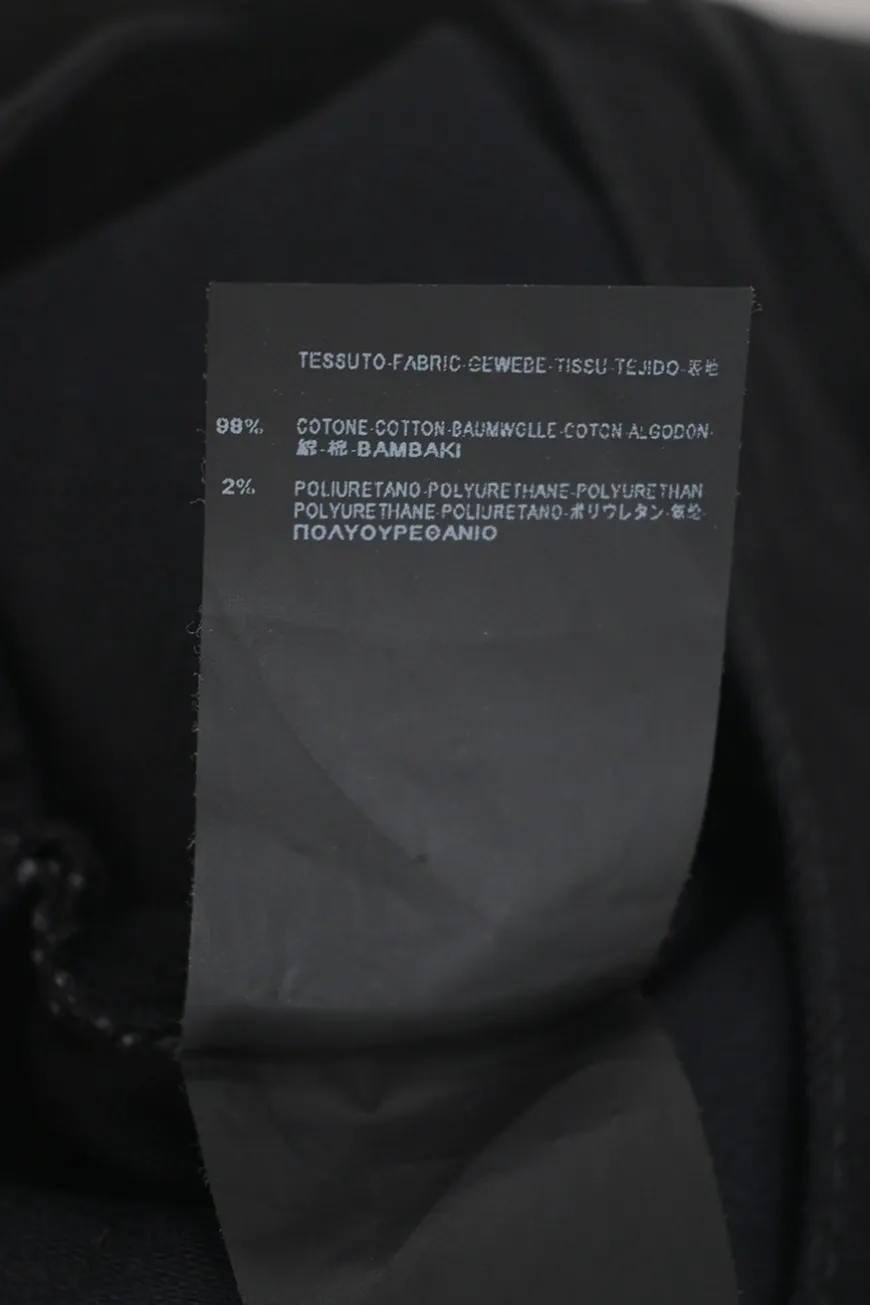 TESSUTO-FABRIC-GEWEBE-TISSU-TEJIDO-表地
98% COTONE-COTTON-BAUMWOLLE-COTON-ALGODON-
綿-棉-BAMBAKI
2% POLIURETANO-POLYURETHANE-POLYURETHAN
POLYURETHANE-POLIURETANO-ポリウレタン-
ΠΟΛΥΟΥΡΕΘΑΝΙΟ